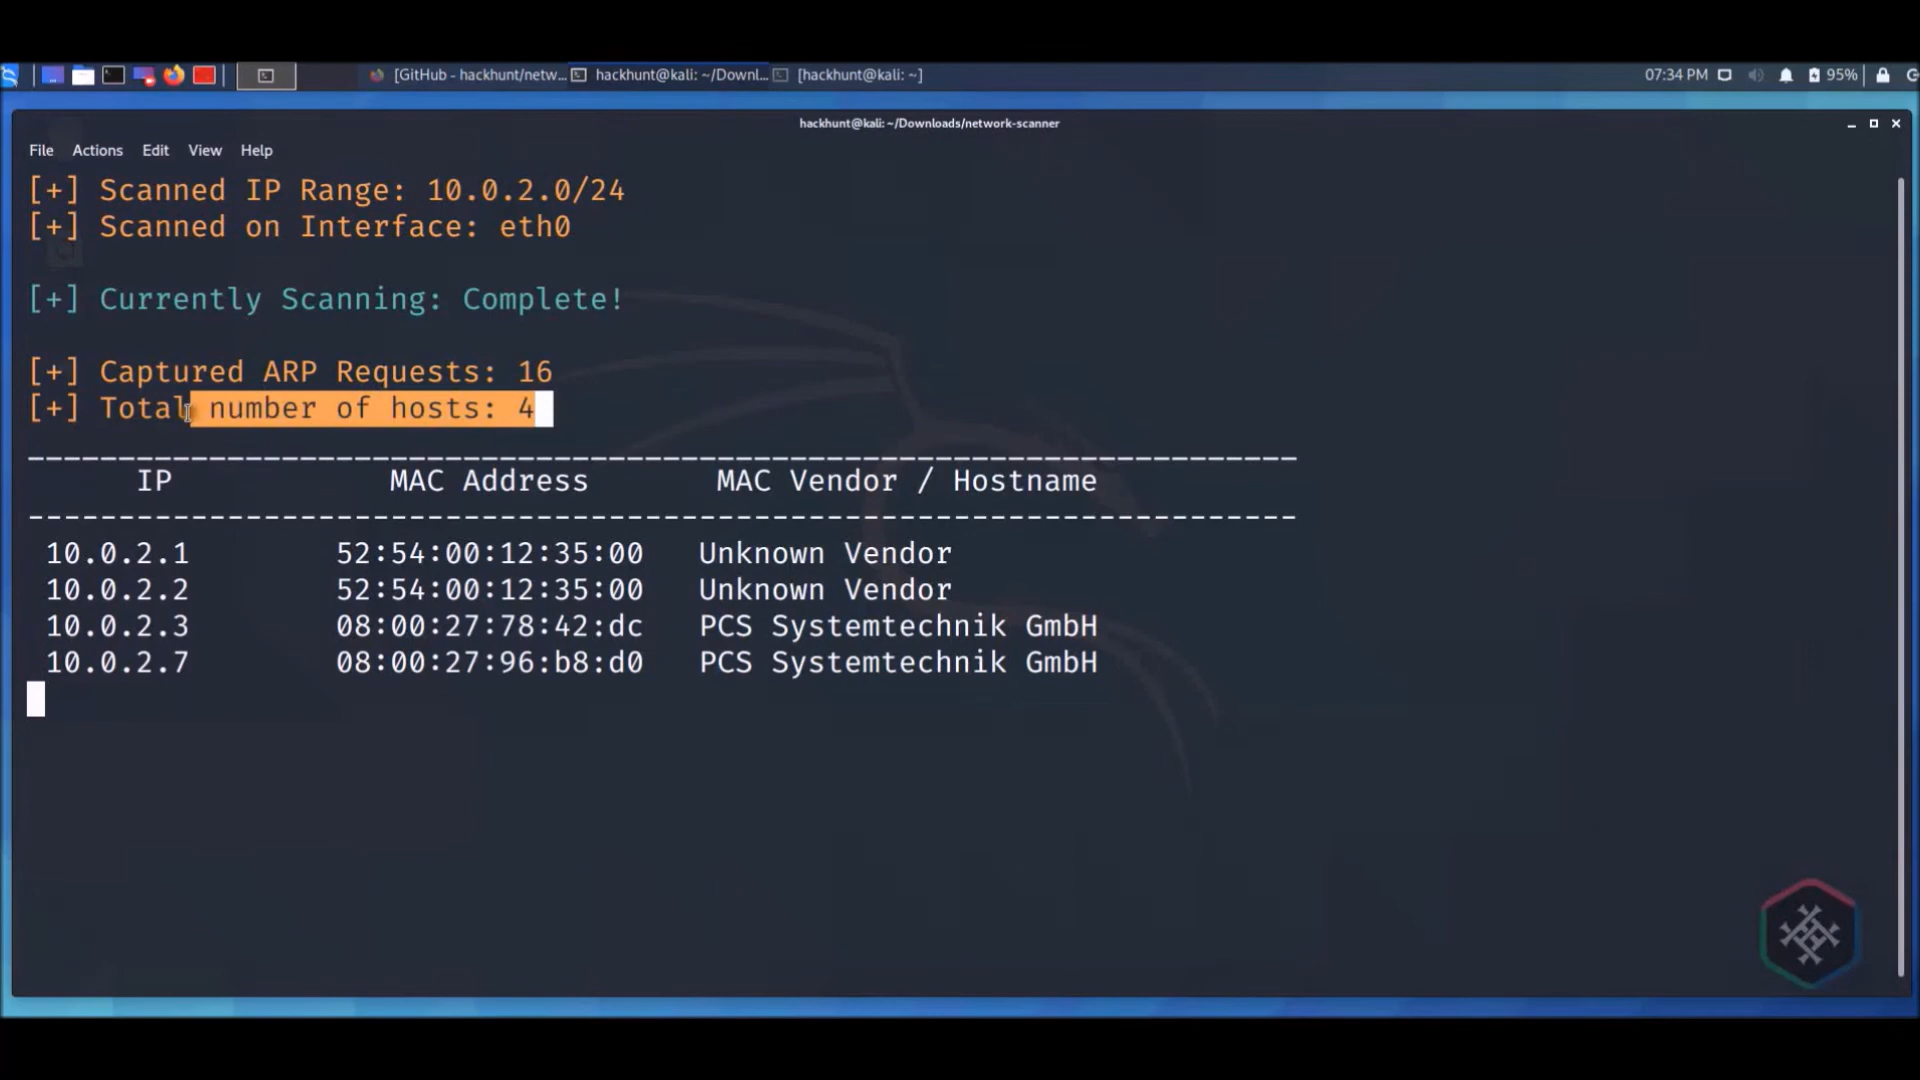 [GitHub - hackhunt/netw... hackhunt@kali: ~/Downl... [hackhunt@kali: ~] 07:34 PM 95%
hackhunt@kali: ~/Downloads/network-scanner
File Actions Edit View Help
[+] Scanned IP Range: 10.0.2.0/24
[+] Scanned on Interface: eth0
[+] Currently Scanning: Complete!
[+] Captured ARP Requests: 16
[+] Total number of hosts: 4
IP MAC Address MAC Vendor / Hostname
10.0.2.1 52:54:00:12:35:00 Unknown Vendor
10.0.2.2 52:54:00:12:35:00 Unknown Vendor
10.0.2.3 08:00:27:78:42:dc PCS Systemtechnik GmbH
10.0.2.7 08:00:27:96:b8:d0 PCS Systemtechnik GmbH